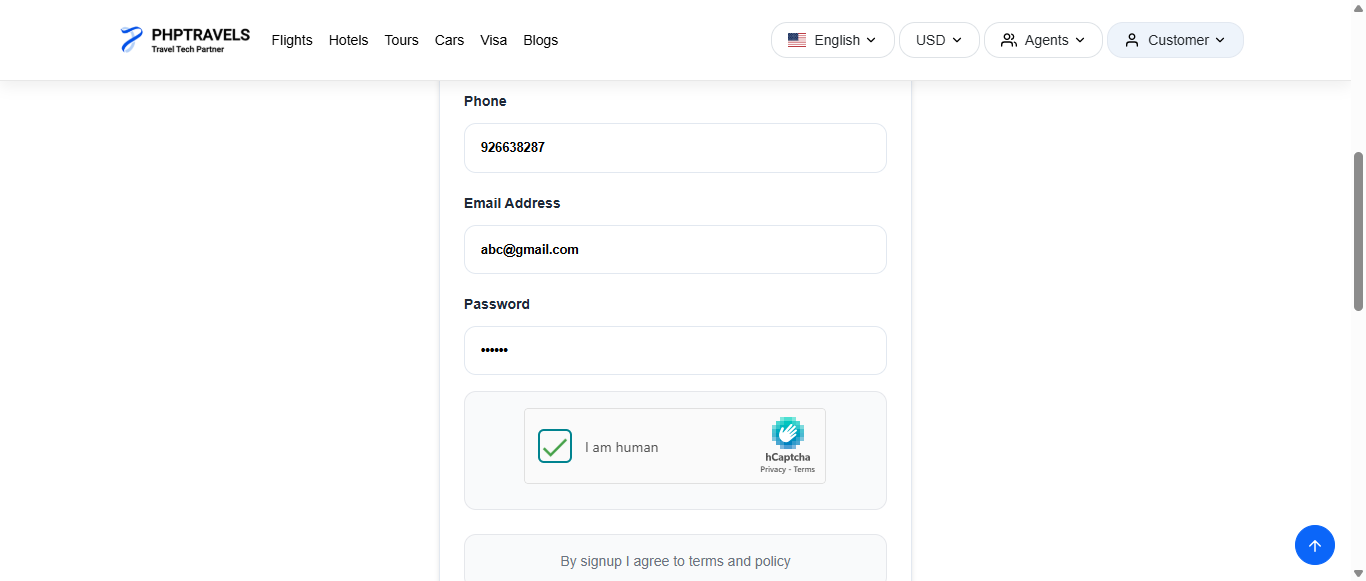 PHPTRAVELS
Travel Tech Partner
Flights Hotels Tours Cars Visa Blogs
English USD Agents Customer
Phone
926638287
Email Address
abc@gmail.com
Password
••••••
I am human
hCaptcha
Privacy - Terms
By signup I agree to terms and policy